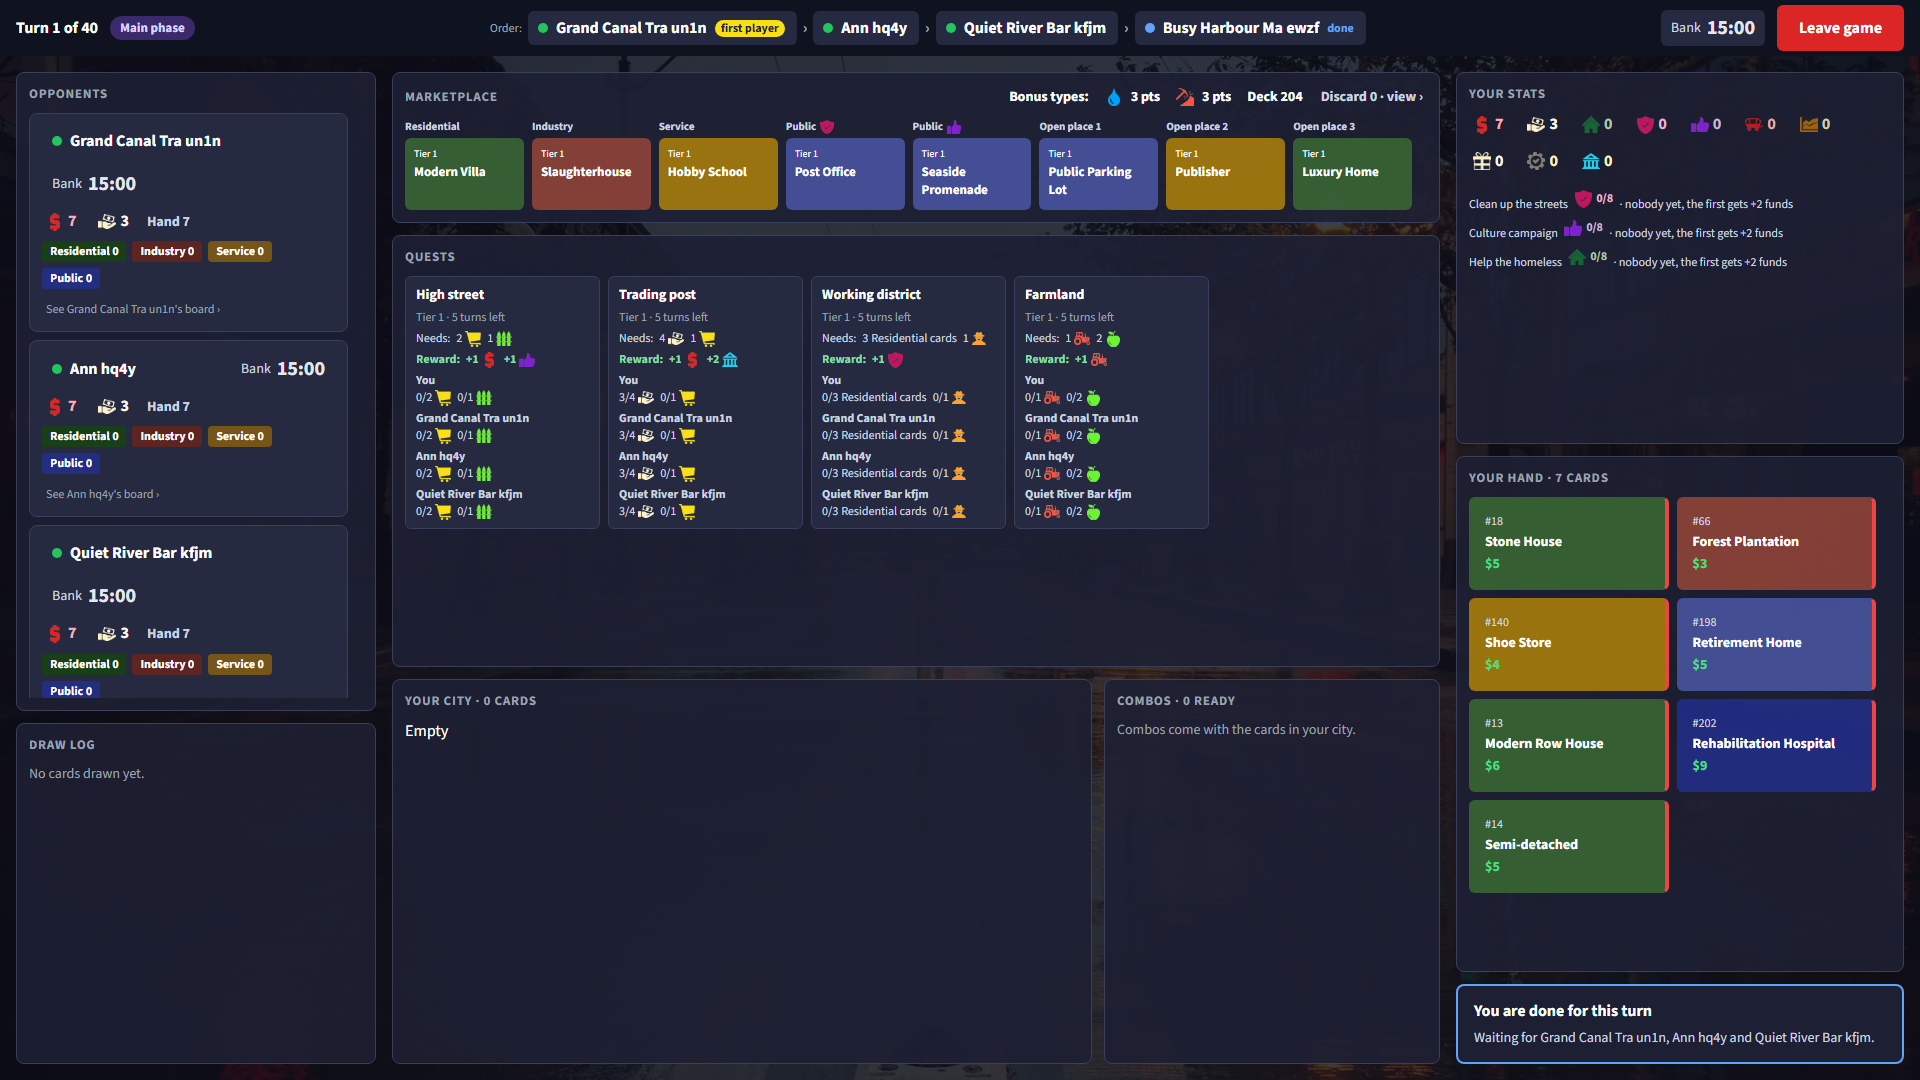 Turn 1 of 40 Main phase
Order: Grand Canal Tra un1n first player › Ann hq4y › Quiet River Bar kfjm › Busy Harbour Ma ewzf done
Bank 15:00 Leave game
OPPONENTS
Grand Canal Tra un1n
Bank 15:00
7 3 Hand 7
Residential 0 Industry 0 Service 0
Public 0
See Grand Canal Tra un1n's board ›
Ann hq4y Bank 15:00
7 3 Hand 7
Residential 0 Industry 0 Service 0
Public 0
See Ann hq4y's board ›
Quiet River Bar kfjm
Bank 15:00
7 3 Hand 7
Residential 0 Industry 0 Service 0
Public 0
DRAW LOG
No cards drawn yet.
MARKETPLACE
Bonus types: 3 pts 3 pts Deck 204 Discard 0 · view ›
Residential
Tier 1
Modern Villa
Industry
Tier 1
Slaughterhouse
Service
Tier 1
Hobby School
Public
Tier 1
Post Office
Public
Tier 1
Seaside
Promenade
Open place 1
Tier 1
Public Parking
Lot
Open place 2
Tier 1
Publisher
Open place 3
Tier 1
Luxury Home
QUESTS
High street
Tier 1 · 5 turns left
Needs: 2 1
Reward: +1 +1
You
0/2 0/1
Grand Canal Tra un1n
0/2 0/1
Ann hq4y
0/2 0/1
Quiet River Bar kfjm
0/2 0/1
Trading post
Tier 1 · 5 turns left
Needs: 4 1
Reward: +1 +2
You
3/4 0/1
Grand Canal Tra un1n
3/4 0/1
Ann hq4y
3/4 0/1
Quiet River Bar kfjm
3/4 0/1
Working district
Tier 1 · 5 turns left
Needs: 3 Residential cards 1
Reward: +1
You
0/3 Residential cards 0/1
Grand Canal Tra un1n
0/3 Residential cards 0/1
Ann hq4y
0/3 Residential cards 0/1
Quiet River Bar kfjm
0/3 Residential cards 0/1
Farmland
Tier 1 · 5 turns left
Needs: 1 2
Reward: +1
You
0/1 0/2
Grand Canal Tra un1n
0/1 0/2
Ann hq4y
0/1 0/2
Quiet River Bar kfjm
0/1 0/2
YOUR CITY · 0 CARDS
Empty
COMBOS · 0 READY
Combos come with the cards in your city.
YOUR STATS
7 3 0 0 0 0 0
0 0 0
Clean up the streets 0/8 · nobody yet, the first gets +2 funds
Culture campaign 0/8 · nobody yet, the first gets +2 funds
Help the homeless 0/8 · nobody yet, the first gets +2 funds
YOUR HAND · 7 CARDS
#18
Stone House
$5
#66
Forest Plantation
$3
#140
Shoe Store
$4
#198
Retirement Home
$5
#13
Modern Row House
$6
#202
Rehabilitation Hospital
$9
#14
Semi-detached
$5
You are done for this turn
Waiting for Grand Canal Tra un1n, Ann hq4y and Quiet River Bar kfjm.